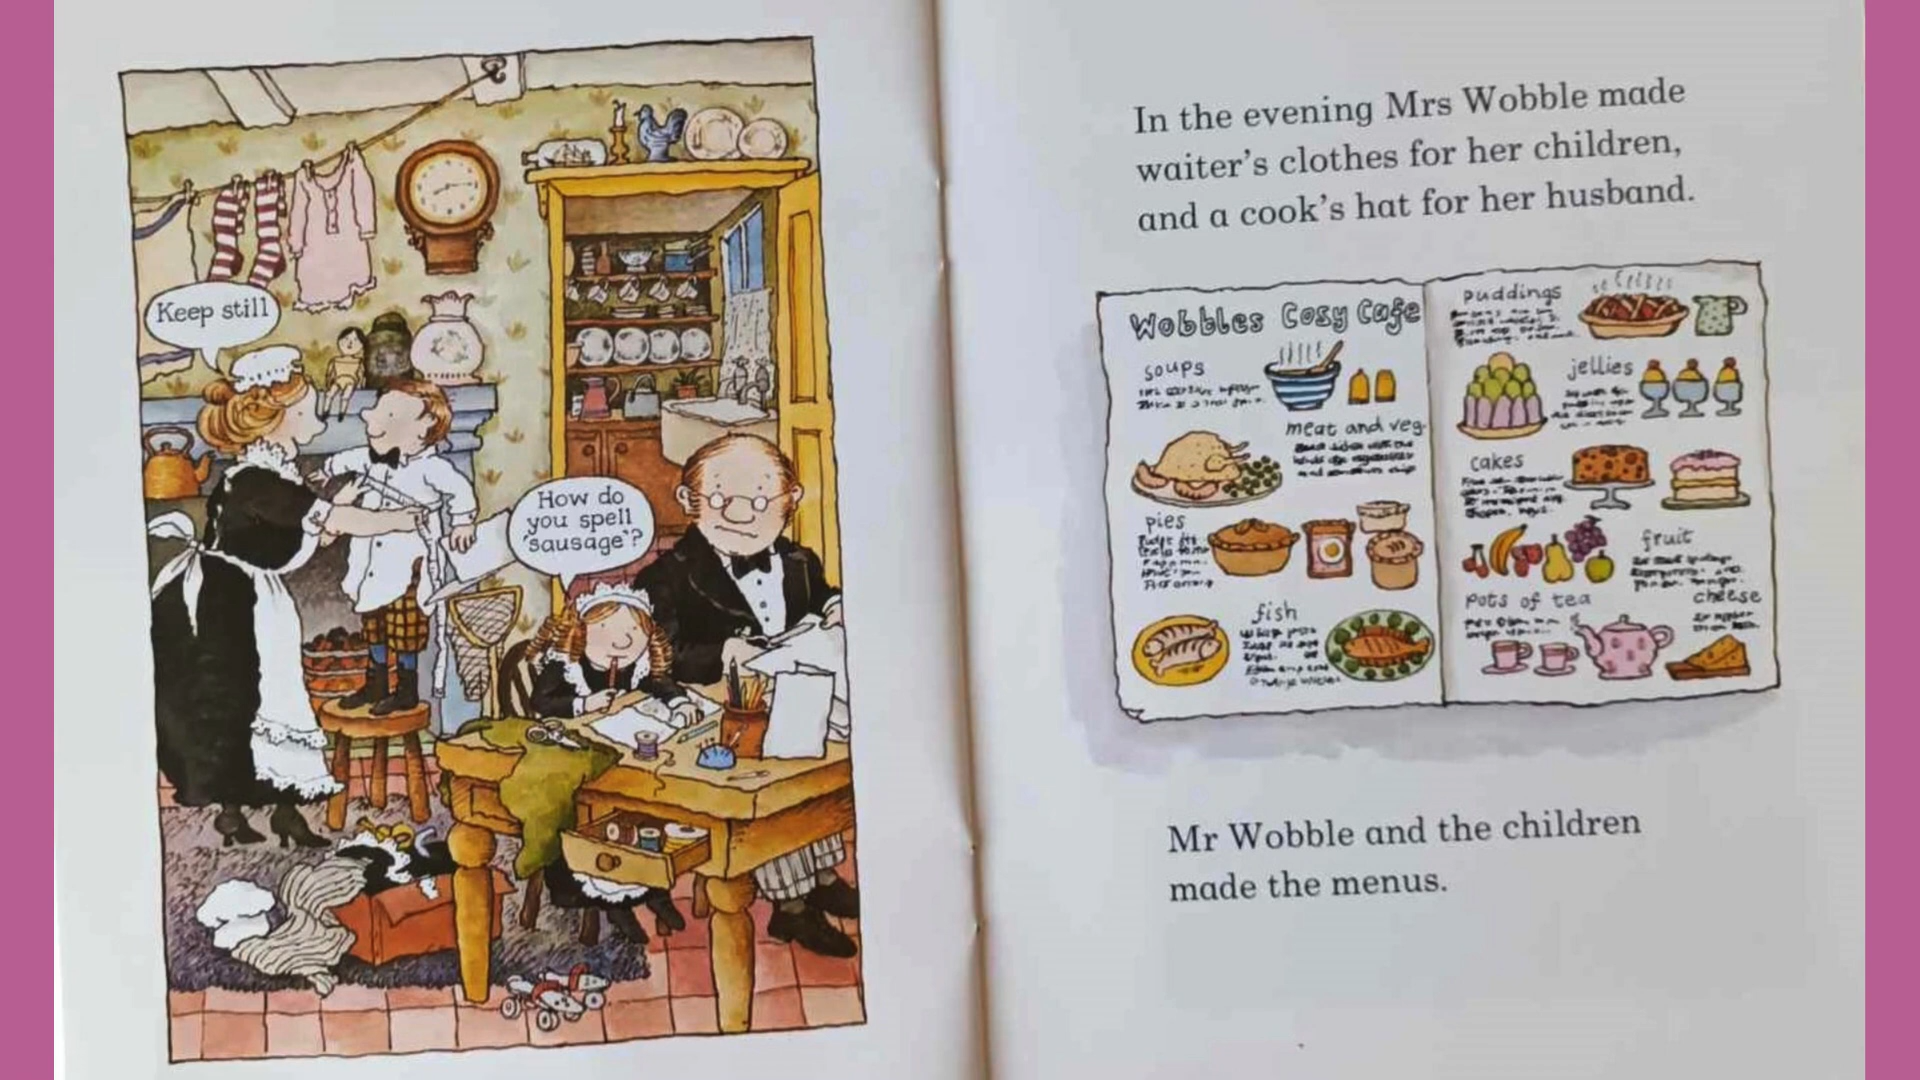 Keep still
How do
you spell
'sausage'?
In the evening Mrs Wobble made
waiter's clothes for her children,
and a cook's hat for her husband.
Wobbles Cosy Cafe
soups
meat and veg.
pies
fish
puddings
jellies
cakes
fruit
pots of tea
cheese
Mr Wobble and the children
made the menus.